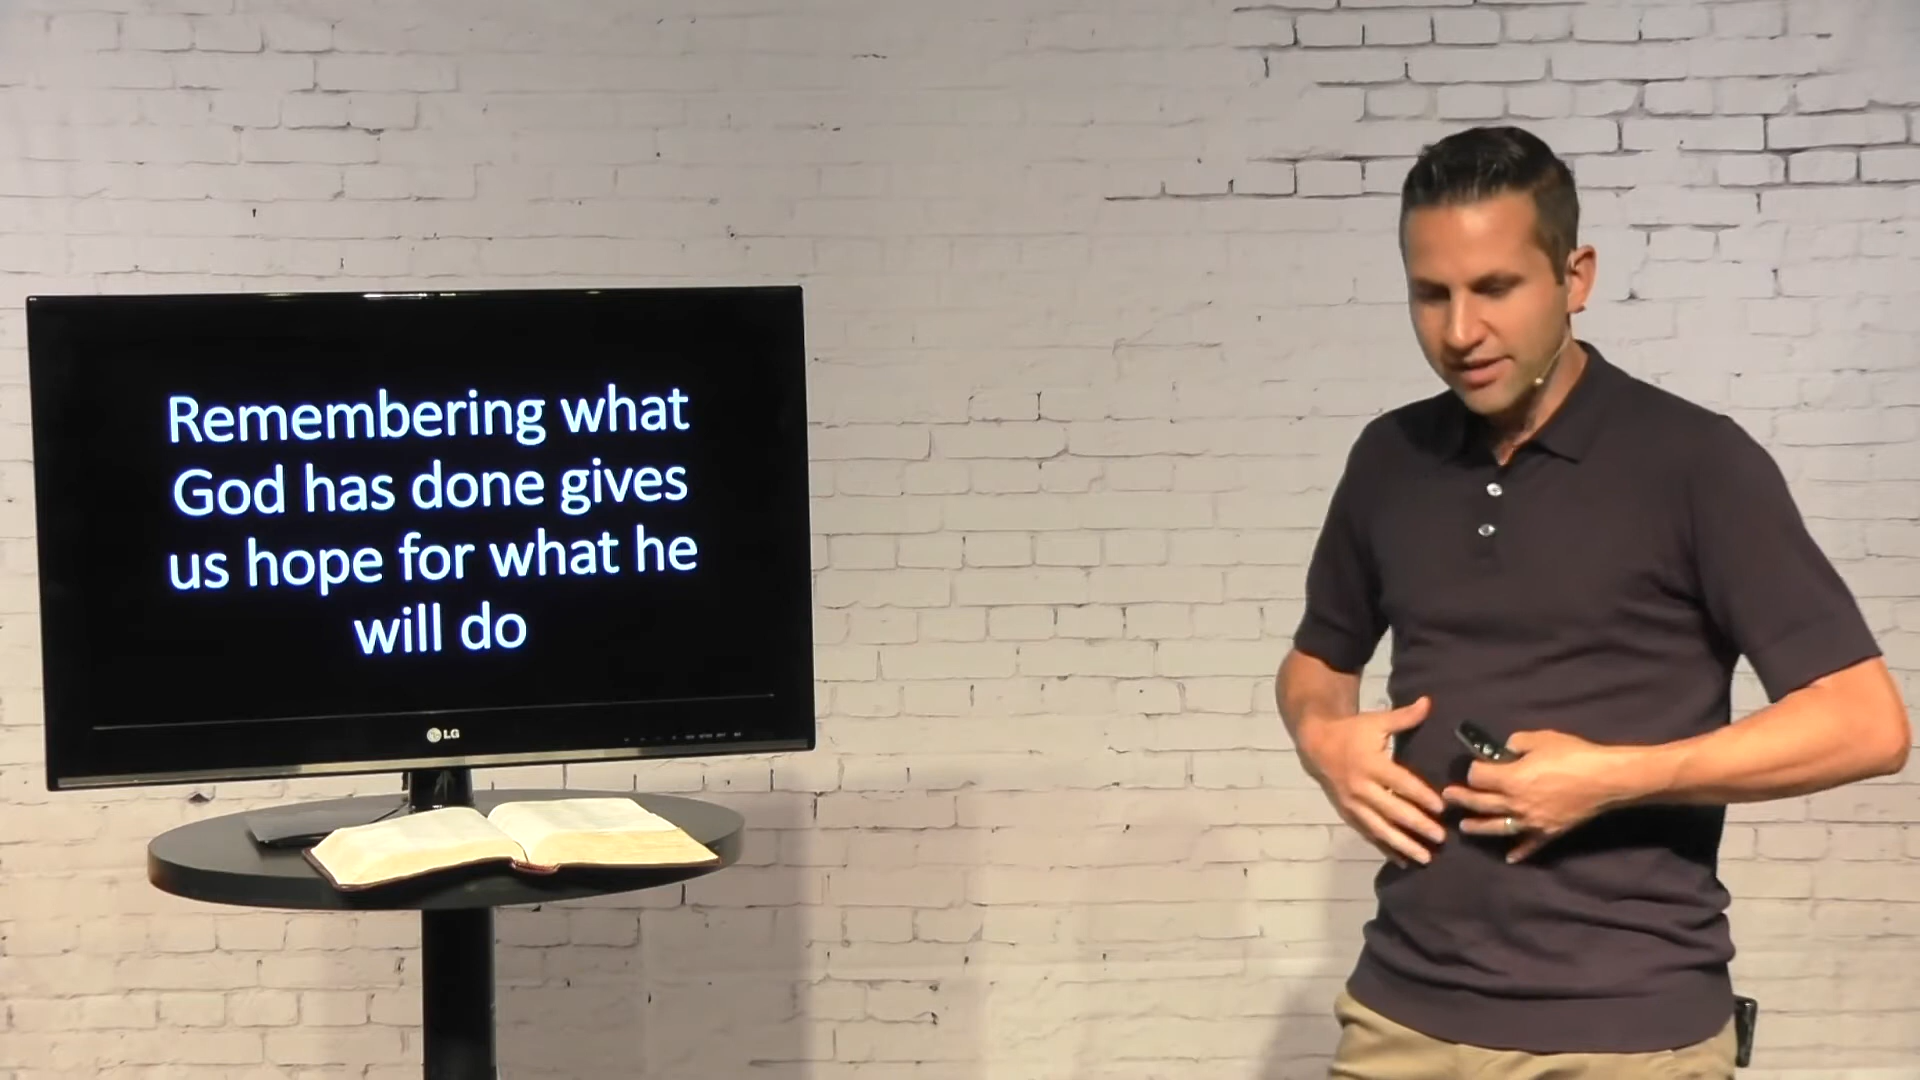 Remembering what
God has done gives
us hope for what he
will do
LG